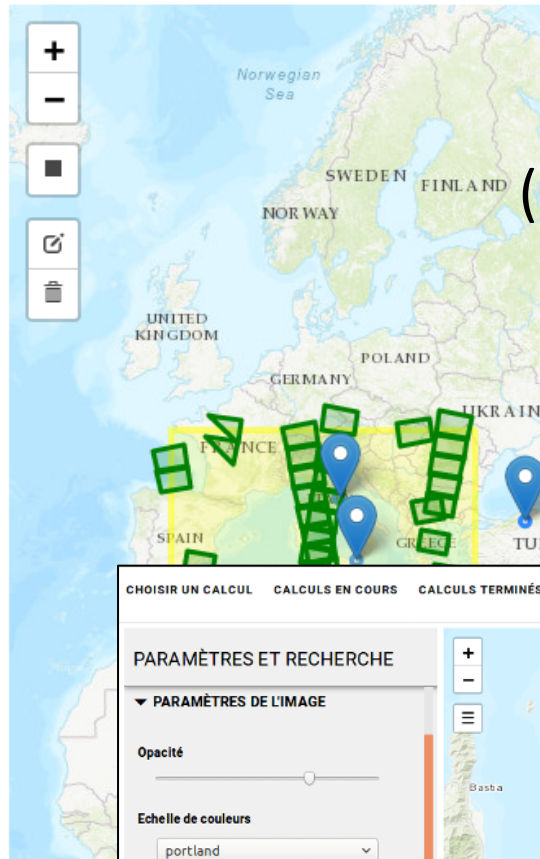 +
Norwegian
Sea
−
SWEDEN
FINLAND
(
NORWAY
UNITED
KINGDOM
POLAND
GERMANY
UKRAIN
FRANCE
SPAIN
GREECE
TU
CHOISIR UN CALCUL CALCULS EN COURS CALCULS TERMINÉS
PARAMÈTRES ET RECHERCHE
+
−
PARAMÈTRES DE L'IMAGE
Opacité
Bastia
Echelle de couleurs
portland